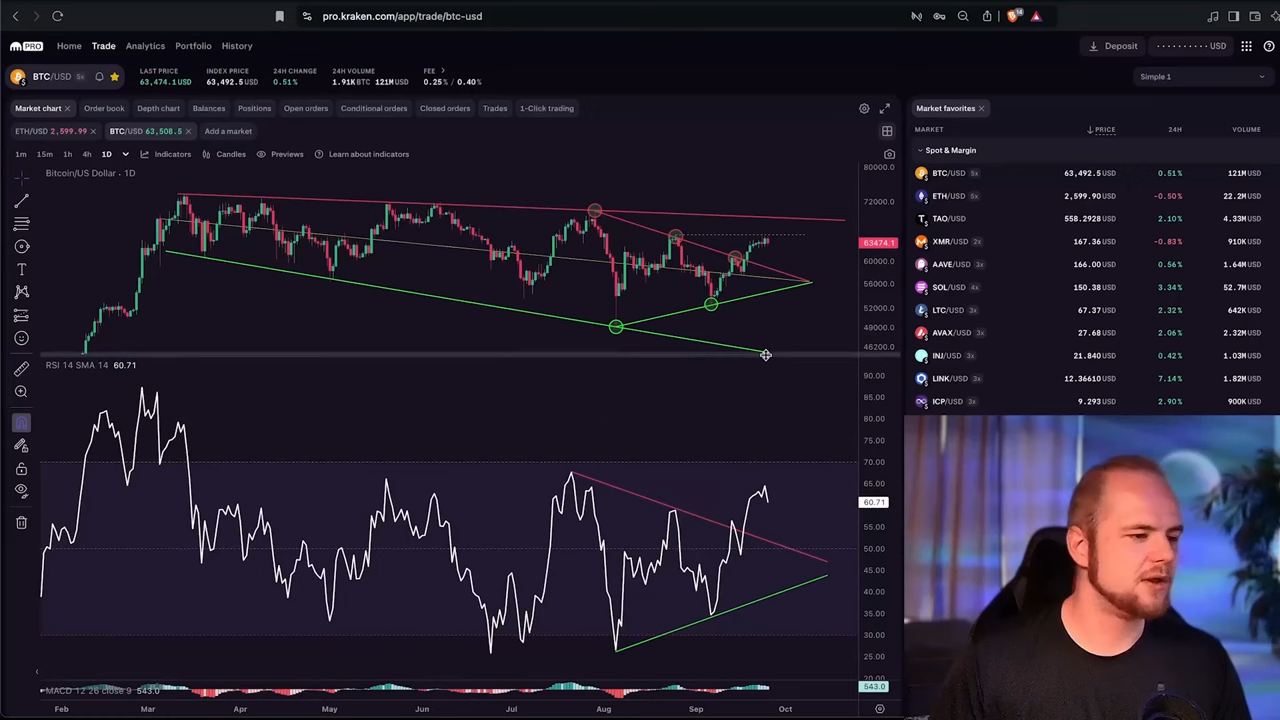 pro.kraken.com/app/trade/btc-usd
14
PRO Home Trade Analytics Portfolio History
Deposit
·········· USD
BTC/USD 5x
LAST PRICE INDEX PRICE 24H CHANGE 24H VOLUME FEE
63,474.1 USD 63,492.5 USD 0.51% 1.91K BTC 121M USD 0.25% / 0.40%
Simple 1
Market chart Order book Depth chart Balances Positions Open orders Conditional orders Closed orders Trades 1-Click trading
ETH/USD 2,599.99 BTC/USD 63,508.5 Add a market
1m 15m 1h 4h 1D Indicators Candles Previews Learn about indicators
Bitcoin/US Dollar · 1D
80000.0
72000.0
63474.1
60000.0
56000.0
52000.0
49000.0
46200.0
RSI 14 SMA 14 60.71
90.00
85.00
80.00
75.00
70.00
65.00
60.71
55.00
50.00
45.00
40.00
35.00
30.00
25.00
20.00
MACD 12 26 close 9 543.0
543.0
Feb Mar Apr May Jun Jul Aug Sep Oct
Market favorites
MARKET PRICE 24H VOLUME
Spot & Margin
BTC/USD 5x 63,492.5 USD 0.51% 121M USD
ETH/USD 5x 2,599.90 USD -0.50% 22.2M USD
TAO/USD 558.2928 USD 2.10% 4.33M USD
XMR/USD 2x 167.36 USD -0.83% 910K USD
AAVE/USD 3x 166.00 USD 0.56% 1.64M USD
SOL/USD 4x 150.38 USD 3.34% 52.7M USD
LTC/USD 3x 67.37 USD 2.32% 642K USD
AVAX/USD 3x 27.68 USD 2.06% 2.32M USD
INJ/USD 3x 21.840 USD 0.42% 1.03M USD
LINK/USD 3x 12.36610 USD 7.14% 1.82M USD
ICP/USD 3x 9.293 USD 2.90% 900K USD